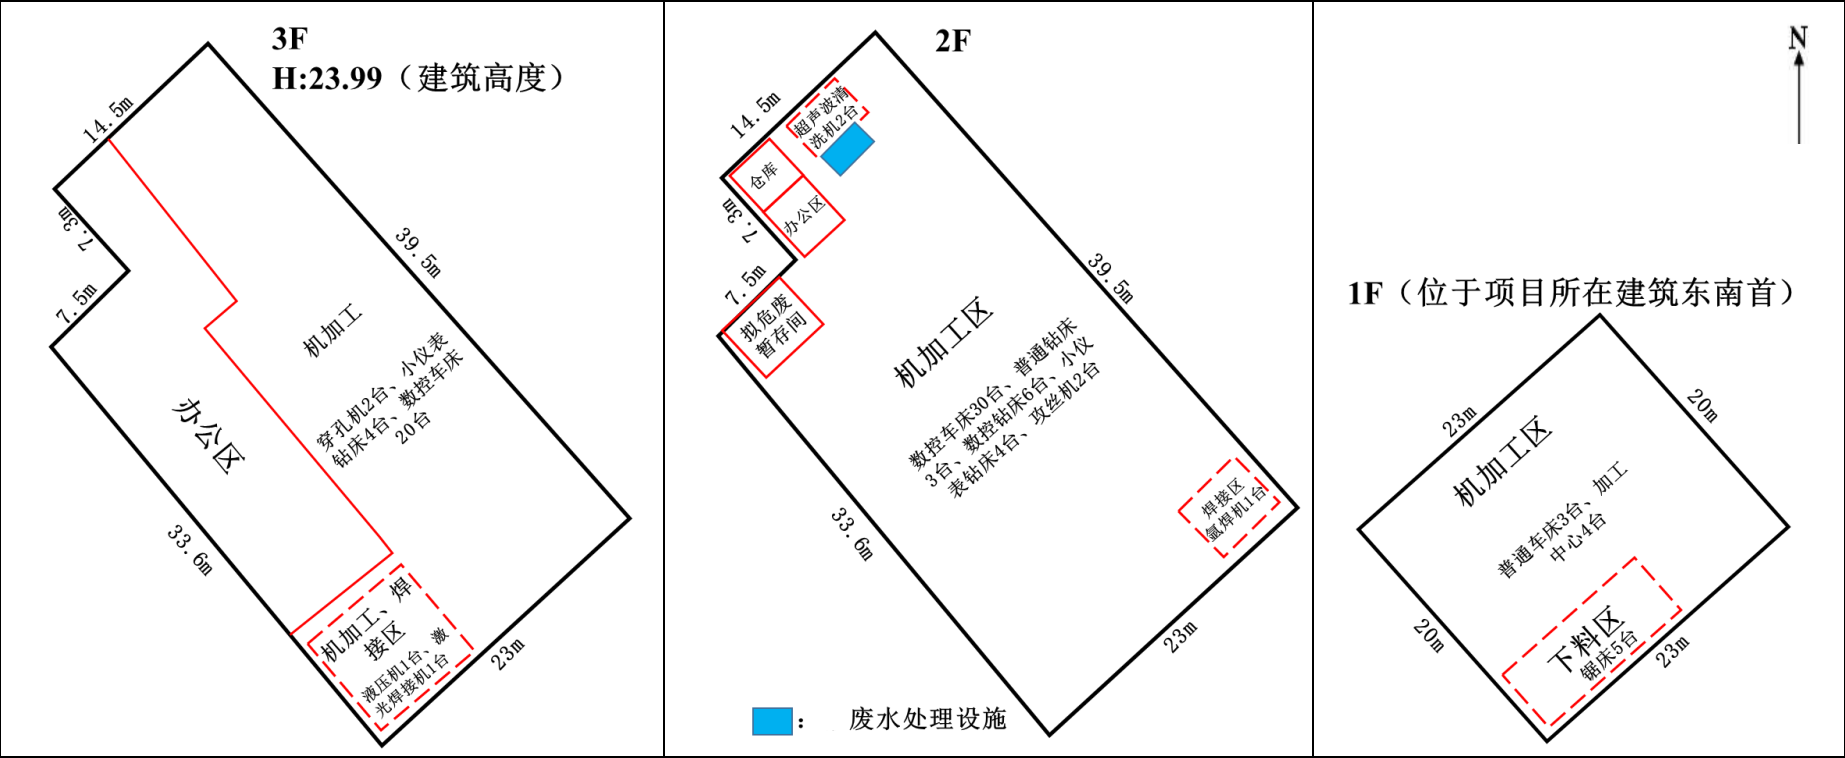 3F
H:23.99（建筑高度）
14.5m
7.3m
7.5m
39.5m
机加工
穿孔机2台、小仪表
钻床4台、数控车床
20台
办公区
33.6m
机加工、焊
接区
液压机1台、激
光焊接机1台
23m
2F
14.5m
超声波清
洗机2台
仓库
办公区
7.3m
7.5m
拟危废
暂存间
39.5m
机加工区
数控车床30台、普通钻床
3台、数控钻床6台、小仪
表钻床4台、攻丝机2台
焊接区
氩焊机1台
33.6m
23m
：废水处理设施
N
1F（位于项目所在建筑东南首）
23m
20m
机加工区
普通车床3台、加工
中心4台
下料区
锯床5台
20m
23m